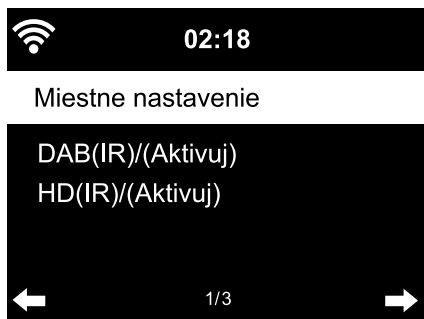 02:18
Miestne nastavenie
DAB(IR)/(Aktivuj)
HD(IR)/(Aktivuj)
1/3